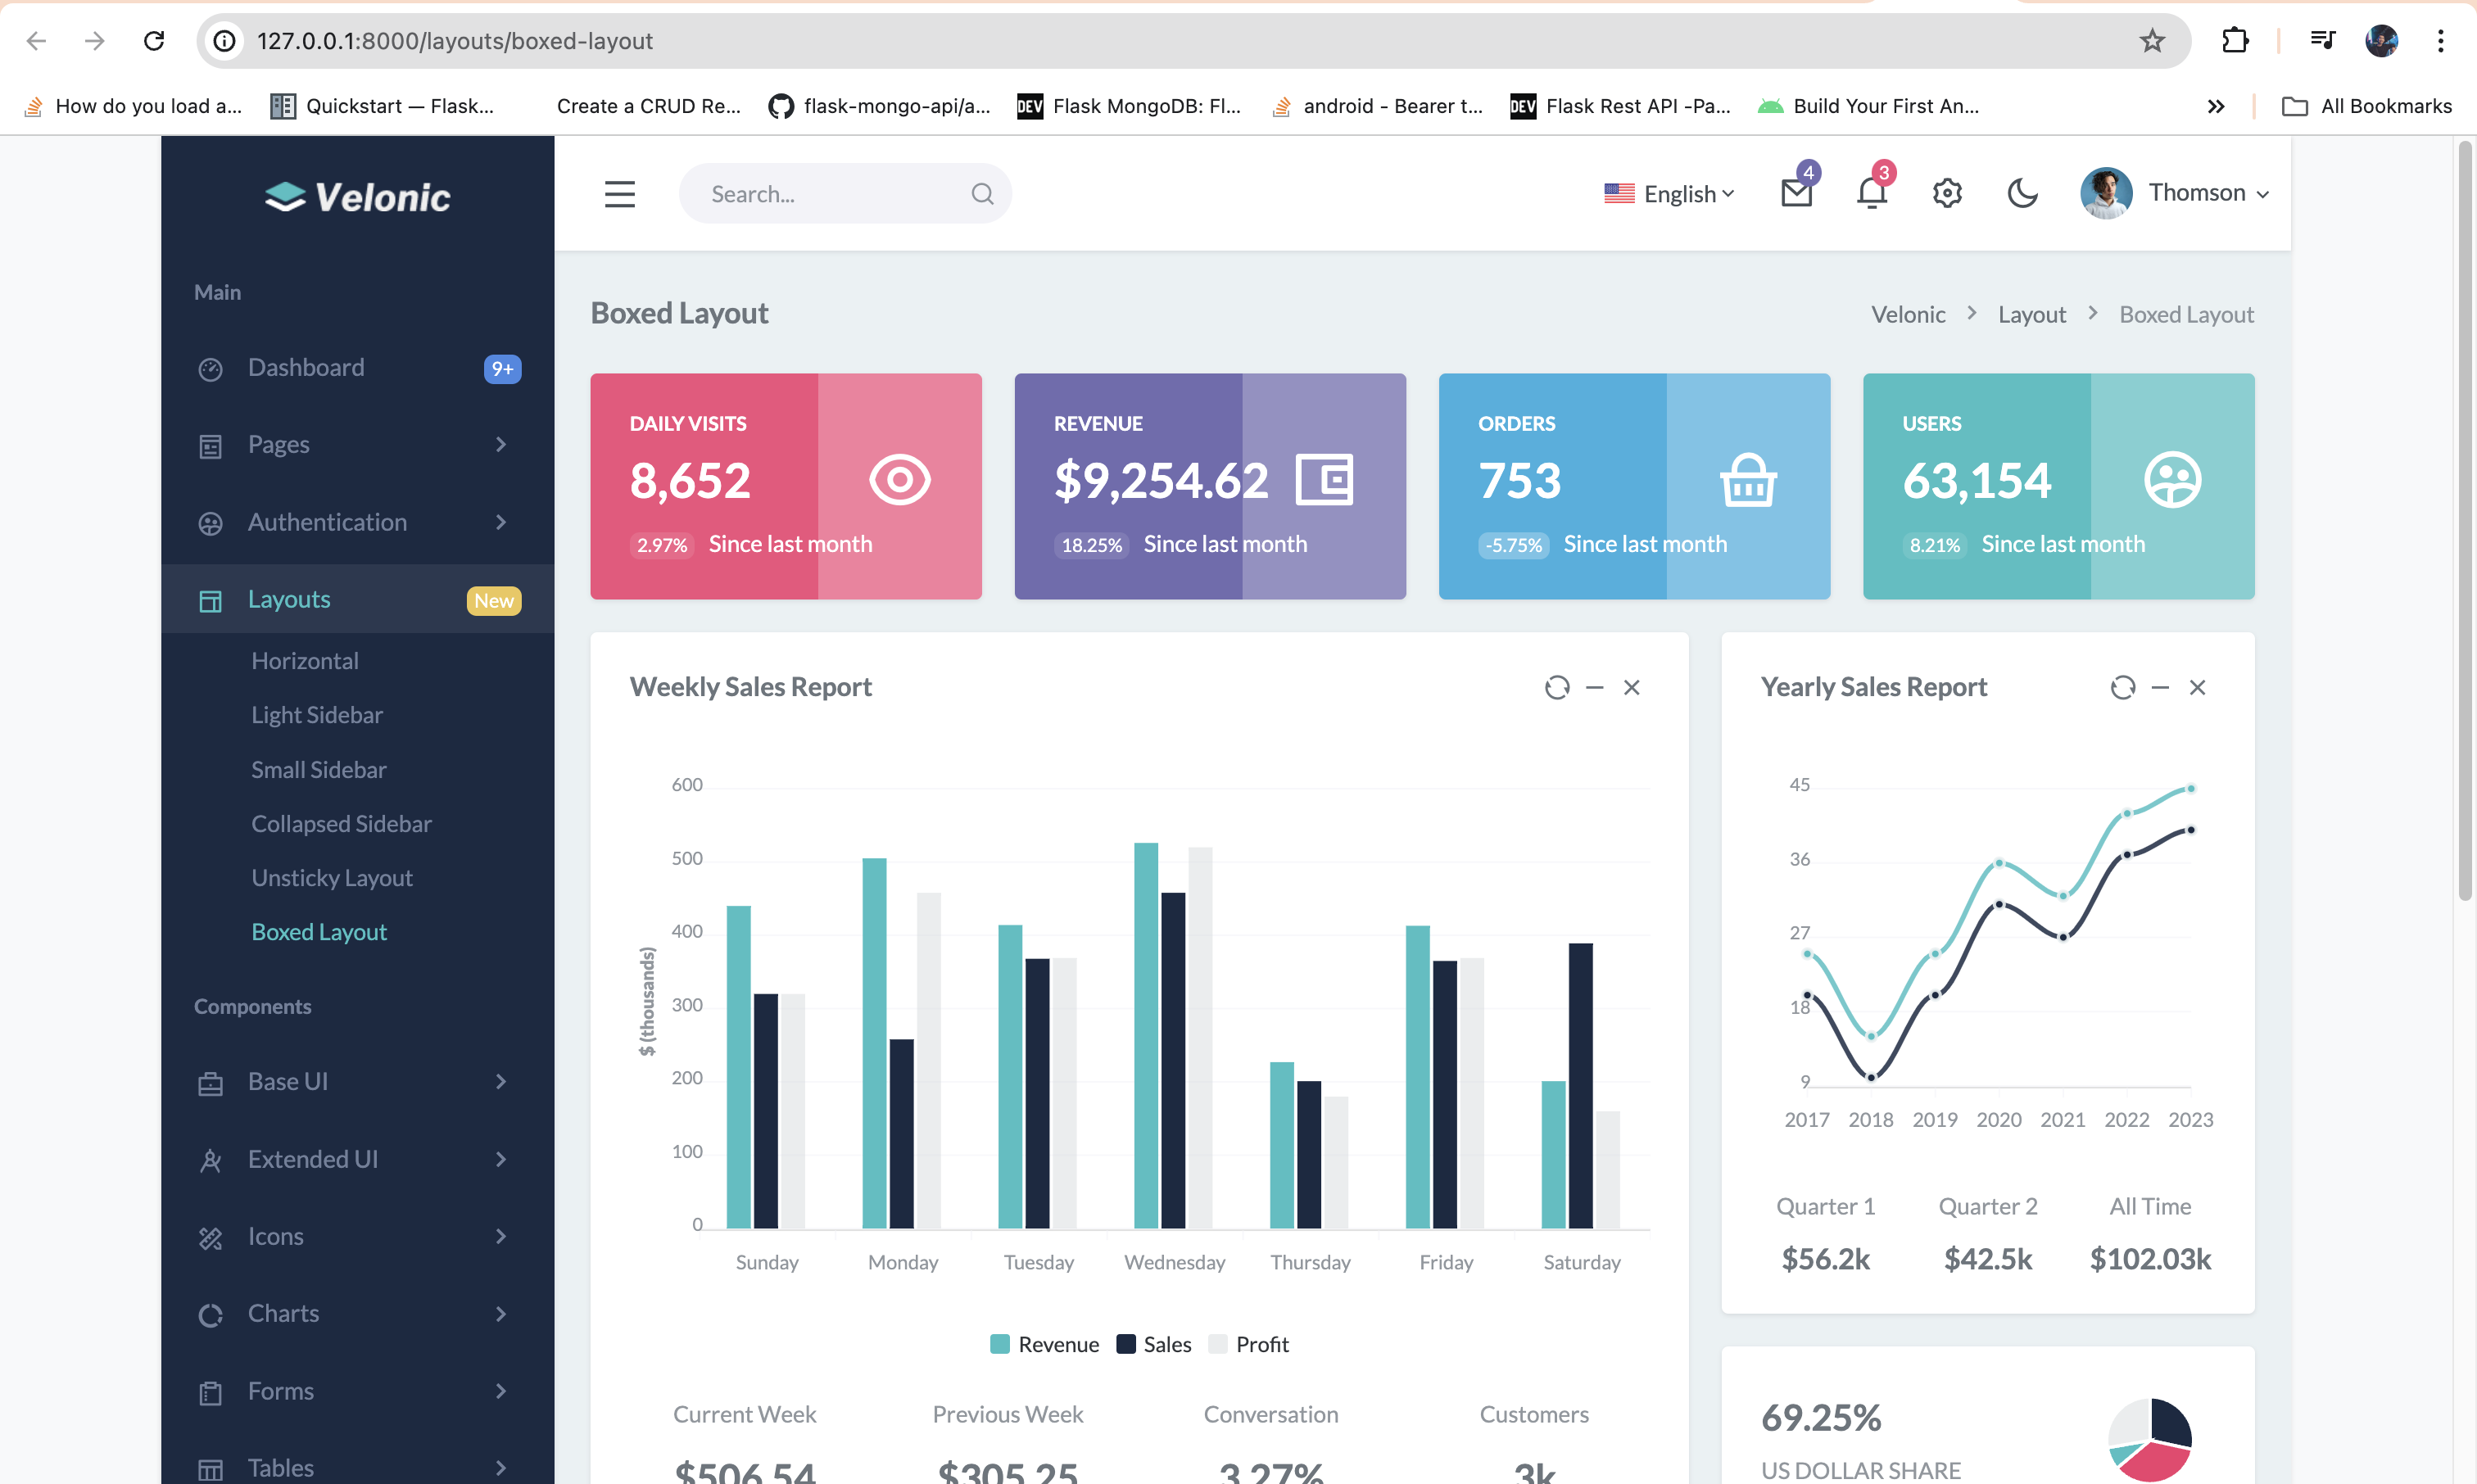 127.0.0.1:8000/layouts/boxed-layout
How do you load a...
Quickstart — Flask...
Create a CRUD Re...
flask-mongo-api/a...
DEV Flask MongoDB: Fl...
android - Bearer t...
DEV Flask Rest API -Pa...
Build Your First An...
All Bookmarks
Velonic
Search...
English
4
3
Thomson
Main
Dashboard 9+
Pages
Authentication
Layouts New
Horizontal
Light Sidebar
Small Sidebar
Collapsed Sidebar
Unsticky Layout
Boxed Layout
Components
Base UI
Extended UI
Icons
Charts
Forms
Tables
Boxed Layout
Velonic > Layout > Boxed Layout
DAILY VISITS
8,652
2.97% Since last month
REVENUE
$9,254.62
18.25% Since last month
ORDERS
753
-5.75% Since last month
USERS
63,154
8.21% Since last month
Weekly Sales Report
$ (thousands)
600
500
400
300
200
100
0
Sunday Monday Tuesday Wednesday Thursday Friday Saturday
Revenue Sales Profit
Current Week Previous Week Conversation Customers
$506.54 $305.25 3.27% 3k
Yearly Sales Report
45
36
27
18
9
2017 2018 2019 2020 2021 2022 2023
Quarter 1 Quarter 2 All Time
$56.2k $42.5k $102.03k
69.25%
US DOLLAR SHARE